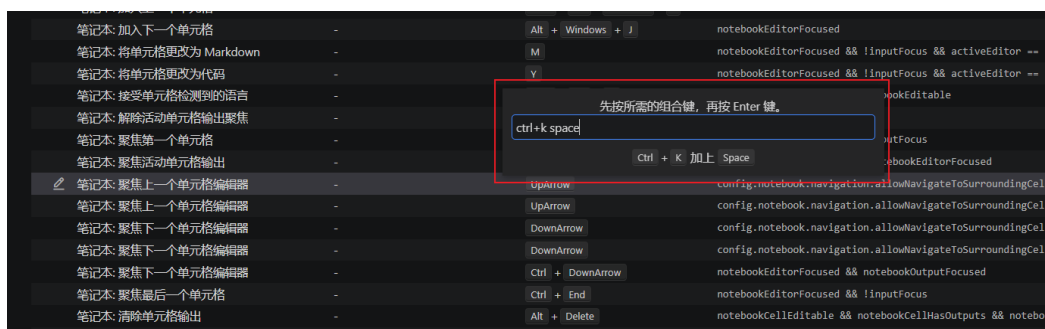 笔记本: 加入下一个单元格 - Alt + Windows + J notebookEditorFocused
笔记本: 将单元格更改为 Markdown - M notebookEditorFocused && !inputFocus && activeEditor ==
笔记本: 将单元格更改为代码 - Y notebookEditorFocused && !inputFocus && activeEditor ==
笔记本: 接受单元格检测到的语言 - ookEditable
先按所需的组合键，再按 Enter 键。
笔记本: 解除活动单元格输出聚焦 -
ctrl+k space
笔记本: 聚焦第一个单元格 - utFocus
Ctrl + K 加上 Space
笔记本: 聚焦活动单元格输出 - ebookEditorFocused
笔记本: 聚焦上一个单元格编辑器 - UpArrow config.notebook.navigation.allowNavigateToSurroundingCel
笔记本: 聚焦上一个单元格编辑器 - UpArrow config.notebook.navigation.allowNavigateToSurroundingCel
笔记本: 聚焦下一个单元格编辑器 - DownArrow config.notebook.navigation.allowNavigateToSurroundingCel
笔记本: 聚焦下一个单元格编辑器 - DownArrow config.notebook.navigation.allowNavigateToSurroundingCel
笔记本: 聚焦下一个单元格编辑器 - Ctrl + DownArrow notebookEditorFocused && notebookOutputFocused
笔记本: 聚焦最后一个单元格 - Ctrl + End notebookEditorFocused && !inputFocus
笔记本: 清除单元格输出 - Alt + Delete notebookCellEditable && notebookCellHasOutputs && notebo